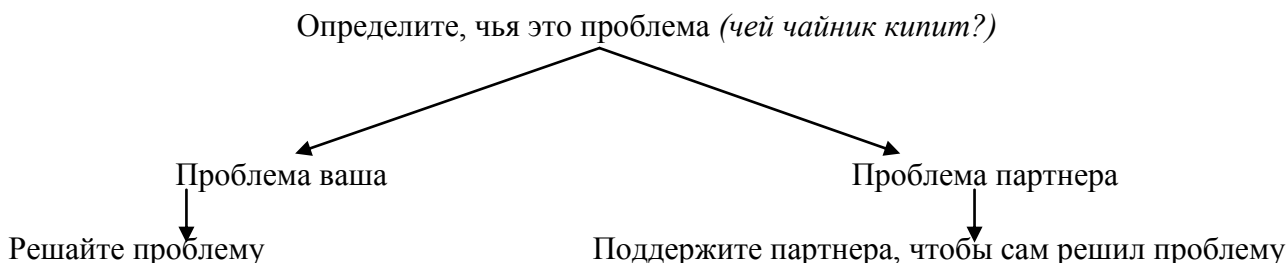 Определите, чья это проблема (чей чайник кипит?)
Проблема ваша Проблема партнера
Решайте проблему Поддержите партнера, чтобы сам решил проблему